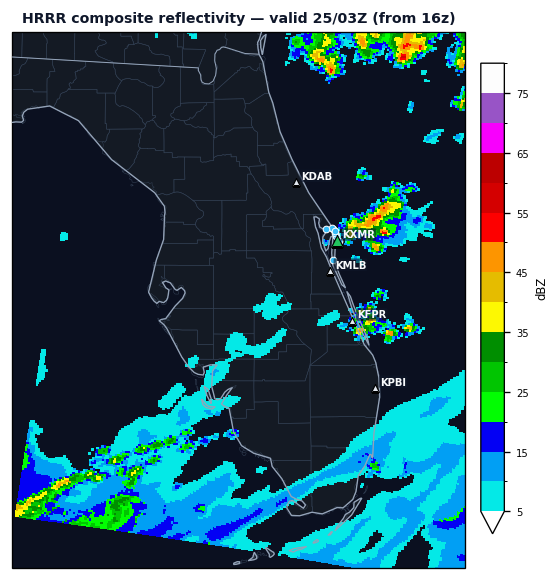 HRRR composite reflectivity — valid 25/03Z (from 16z)
75
65
KDAB
55
KXMR
KMLB
45
dBZ
KFPR
35
KPBI
25
15
5